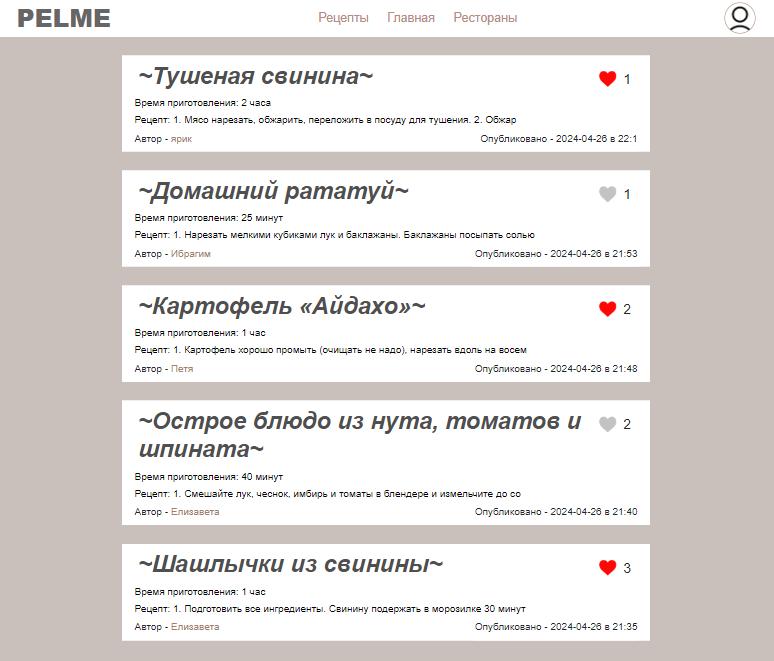 PELME
Рецепты Главная Рестораны
~Тушеная свинина~ 1
Время приготовления: 2 часа
Рецепт: 1. Мясо нарезать, обжарить, переложить в посуду для тушения. 2. Обжар
Автор - ярик Опубликовано - 2024-04-26 в 22:1
~Домашний рататуй~ 1
Время приготовления: 25 минут
Рецепт: 1. Нарезать мелкими кубиками лук и баклажаны. Баклажаны посыпать солью
Автор - Ибрагим Опубликовано - 2024-04-26 в 21:53
~Картофель «Айдахо»~ 2
Время приготовления: 1 час
Рецепт: 1. Картофель хорошо промыть (очищать не надо), нарезать вдоль на восем
Автор - Петя Опубликовано - 2024-04-26 в 21:48
~Острое блюдо из нута, томатов и 2
шпината~
Время приготовления: 40 минут
Рецепт: 1. Смешайте лук, чеснок, имбирь и томаты в блендере и измельчите до со
Автор - Елизавета Опубликовано - 2024-04-26 в 21:40
~Шашлычки из свинины~ 3
Время приготовления: 1 час
Рецепт: 1. Подготовить все ингредиенты. Свинину подержать в морозилке 30 минут
Автор - Елизавета Опубликовано - 2024-04-26 в 21:35